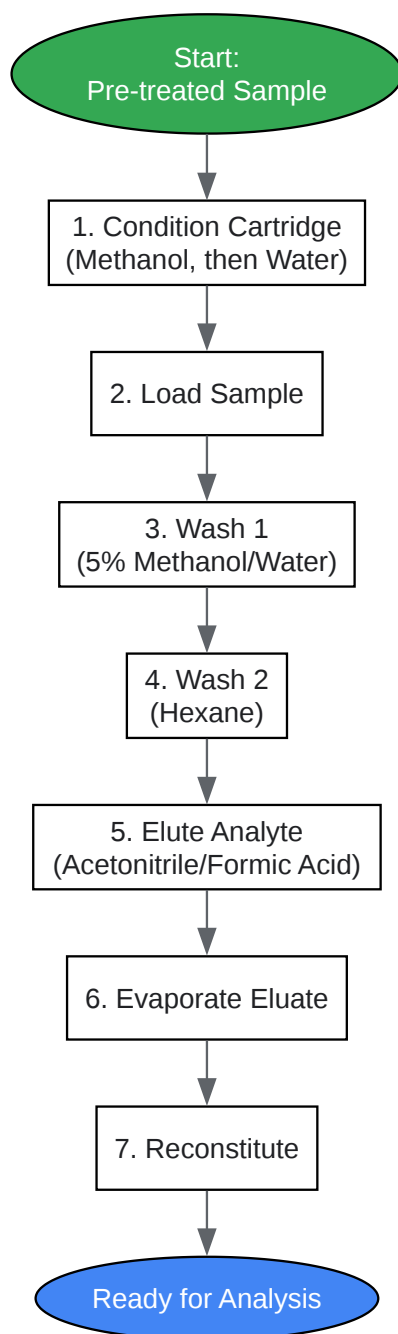 Start:
Pre-treated Sample
1. Condition Cartridge
(Methanol, then Water)
2. Load Sample
3. Wash 1
(5% Methanol/Water)
4. Wash 2
(Hexane)
5. Elute Analyte
(Acetonitrile/Formic Acid)
6. Evaporate Eluate
7. Reconstitute
Ready for Analysis